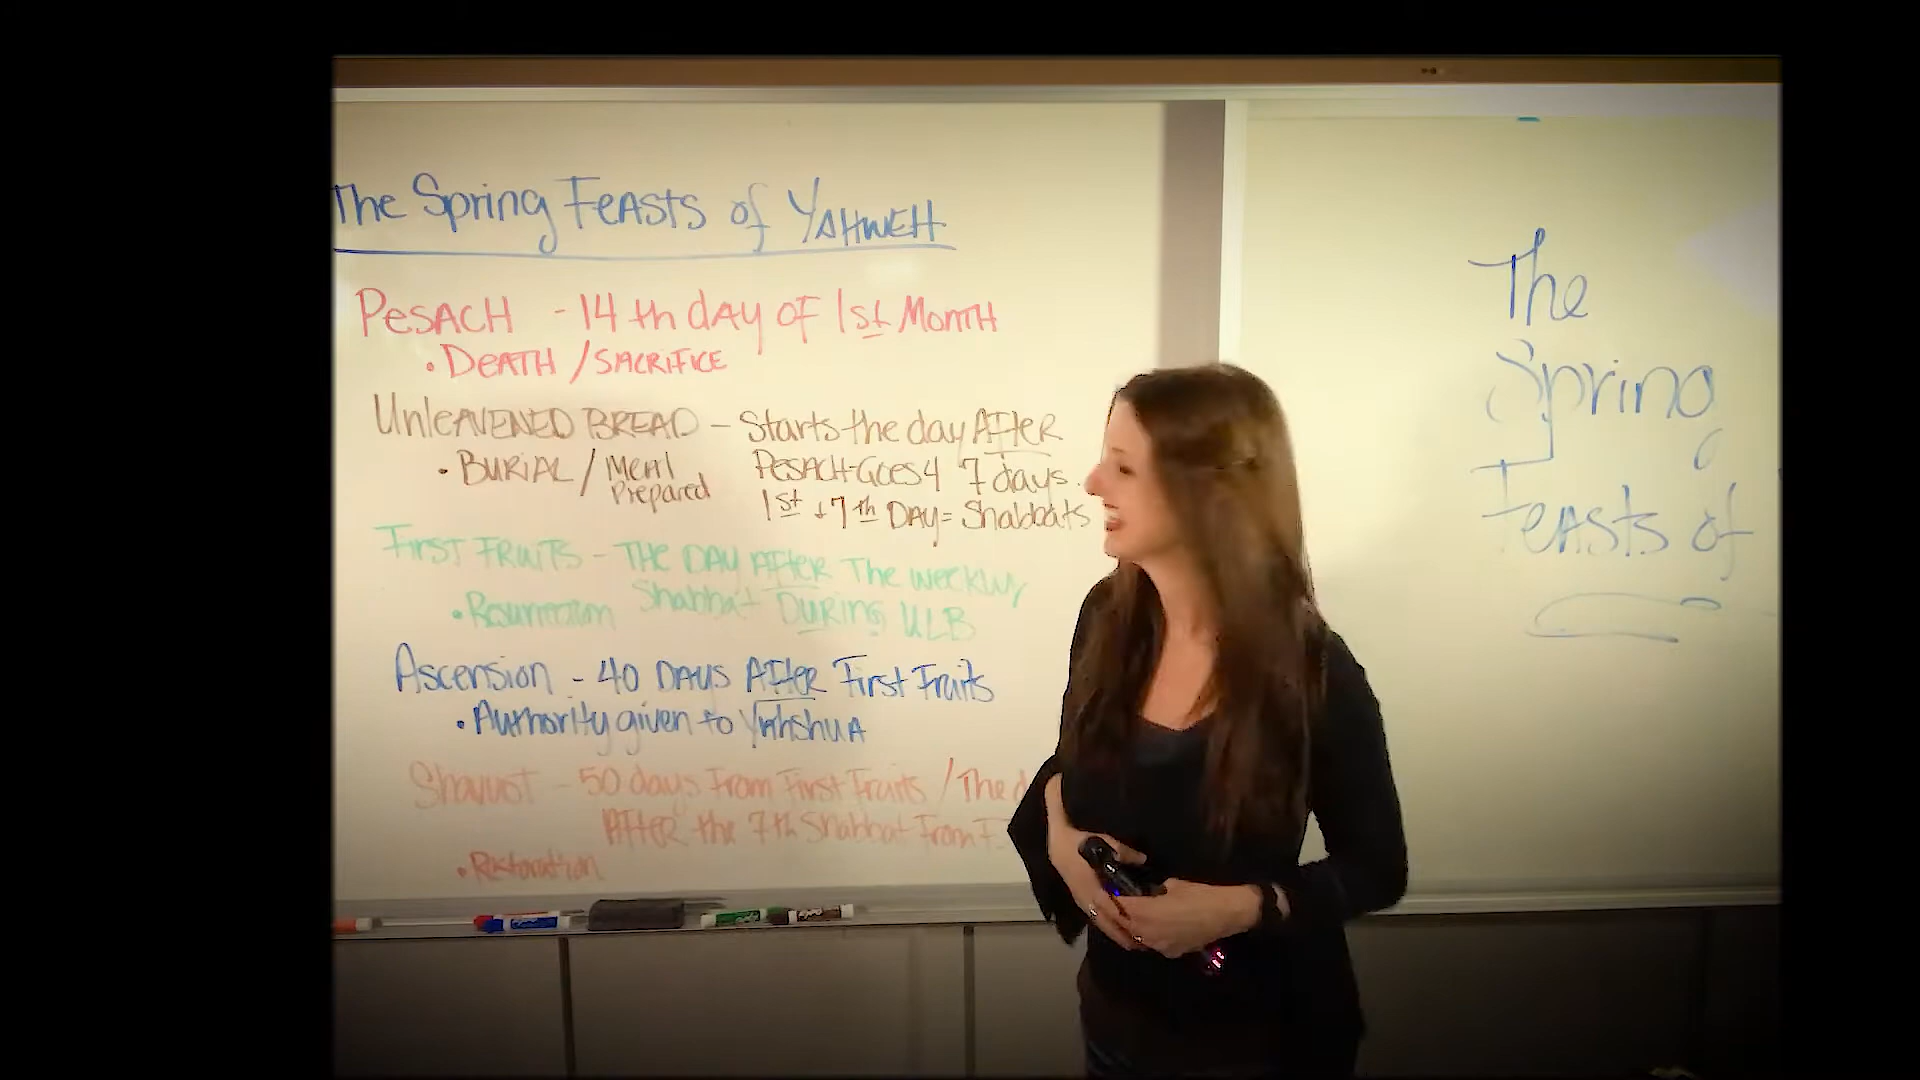 The Spring Feasts of YAHWEH
Pesach - 14th day of 1st Month
• Death / Sacrifice
Unleavened Bread - Starts the day After
• Burial / Meal Prepared
Pesach-Goes 4 7 days.
1st + 7th Day = Shabbats
First Fruits - The Day After The weekly
Shabbat During ULB
• Resurrection
Ascension - 40 Days After First Fruits
• Authority given to Yahshua
Shavuot - 50 days From First Fruits / The d
After the 7th Shabbat From F
• Restoration
The
Spring
Feasts of